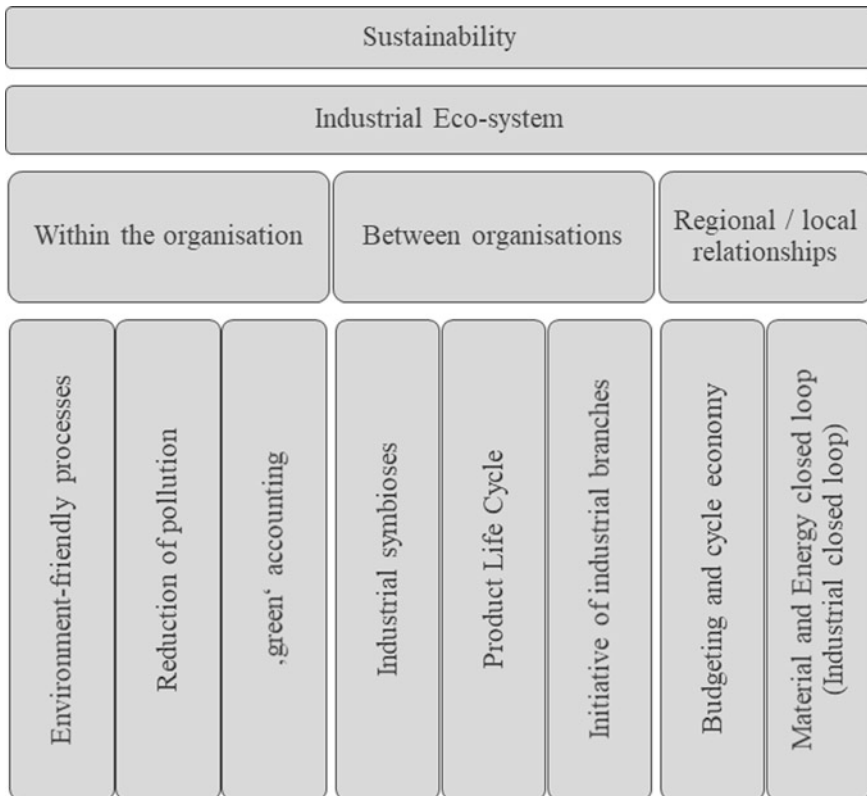 Sustainability
Industrial Eco-system
Within the organisation
Between organisations
Regional / local
relationships
Environment-friendly processes
Reduction of pollution
‚green‘ accounting
Industrial symbioses
Product Life Cycle
Initiative of industrial branches
Budgeting and cycle economy
Material and Energy closed loop
(Industrial closed loop)